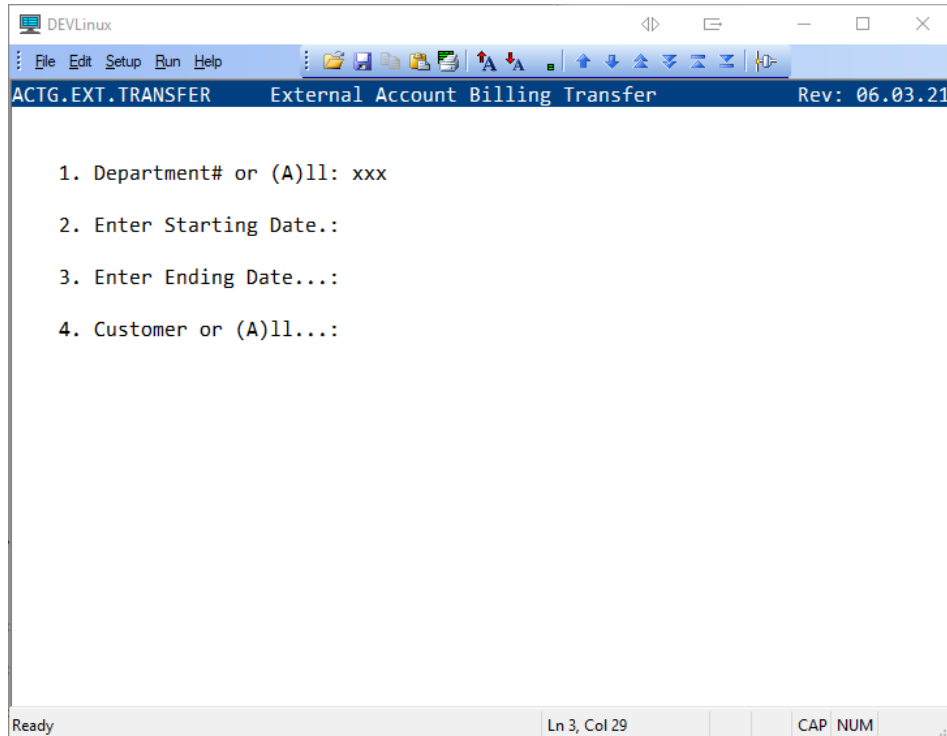 DEVLinux
File Edit Setup Run Help
ACTG.EXT.TRANSFER External Account Billing Transfer Rev: 06.03.21
1. Department# or (A)ll: xxx
2. Enter Starting Date.:
3. Enter Ending Date...:
4. Customer or (A)ll...:
Ready Ln 3, Col 29 CAP NUM